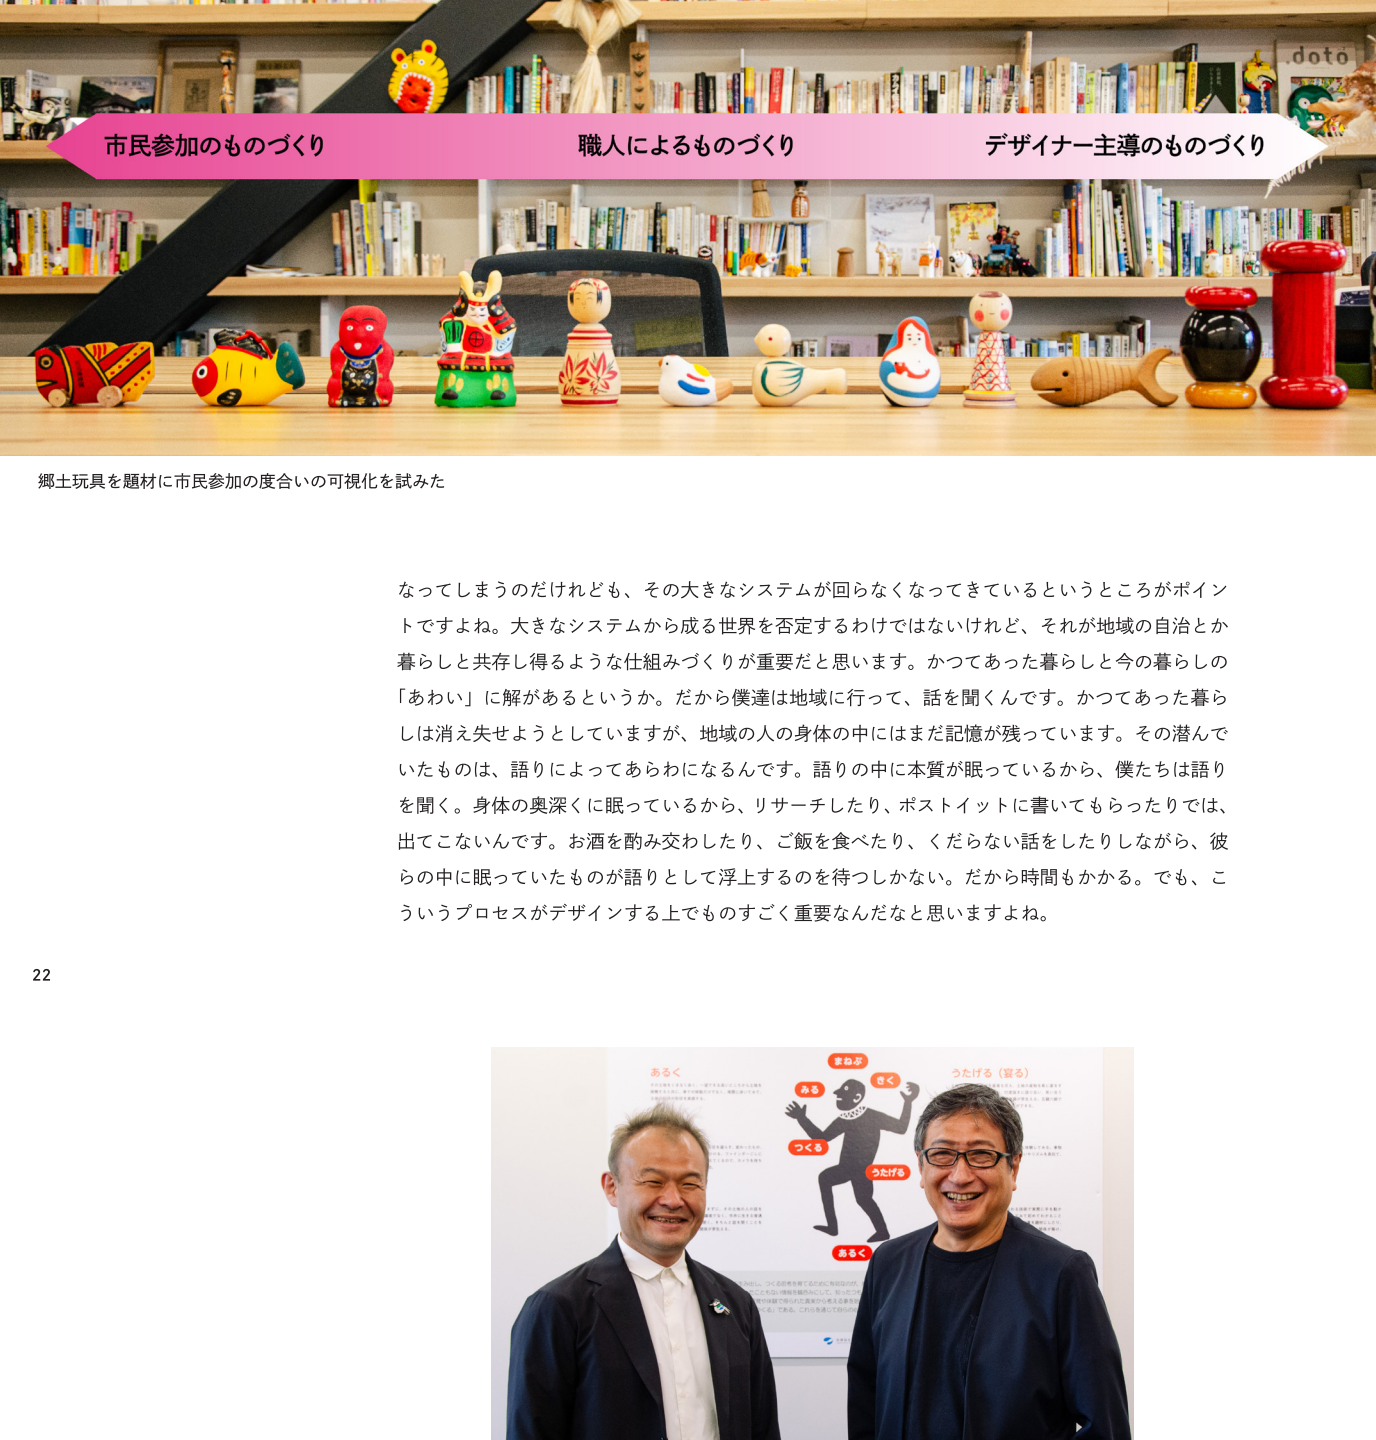 .doto
市民参加のものづくり
職人によるものづくり
デザイナー主導のものづくり
郷土玩具を題材に市民参加の度合いの可視化を試みた
なってしまうのだけれども、その大きなシステムが回らなくなってきているというところがポイン
トですよね。大きなシステムから成る世界を否定するわけではないけれど、それが地域の自治とか
暮らしと共存し得るような仕組みづくりが重要だと思います。かつてあった暮らしと今の暮らしの
「あわい」に解があるというか。だから僕達は地域に行って、話を聞くんです。かつてあった暮ら
しは消え失せようとしていますが、地域の人の身体の中にはまだ記憶が残っています。その潜んで
いたものは、語りによってあらわになるんです。語りの中に本質が眠っているから、僕たちは語り
を聞く。身体の奥深くに眠っているから、リサーチしたり、ポストイットに書いてもらったりでは、
出てこないんです。お酒を酌み交わしたり、ご飯を食べたり、くだらない話をしたりしながら、彼
らの中に眠っていたものが語りとして浮上するのを待つしかない。だから時間もかかる。でも、こ
ういうプロセスがデザインする上でものすごく重要なんだなと思いますよね。
22
まねぶ
あるく
うたげる（宴る）
きく
みる
つくる
うたげる
あるく